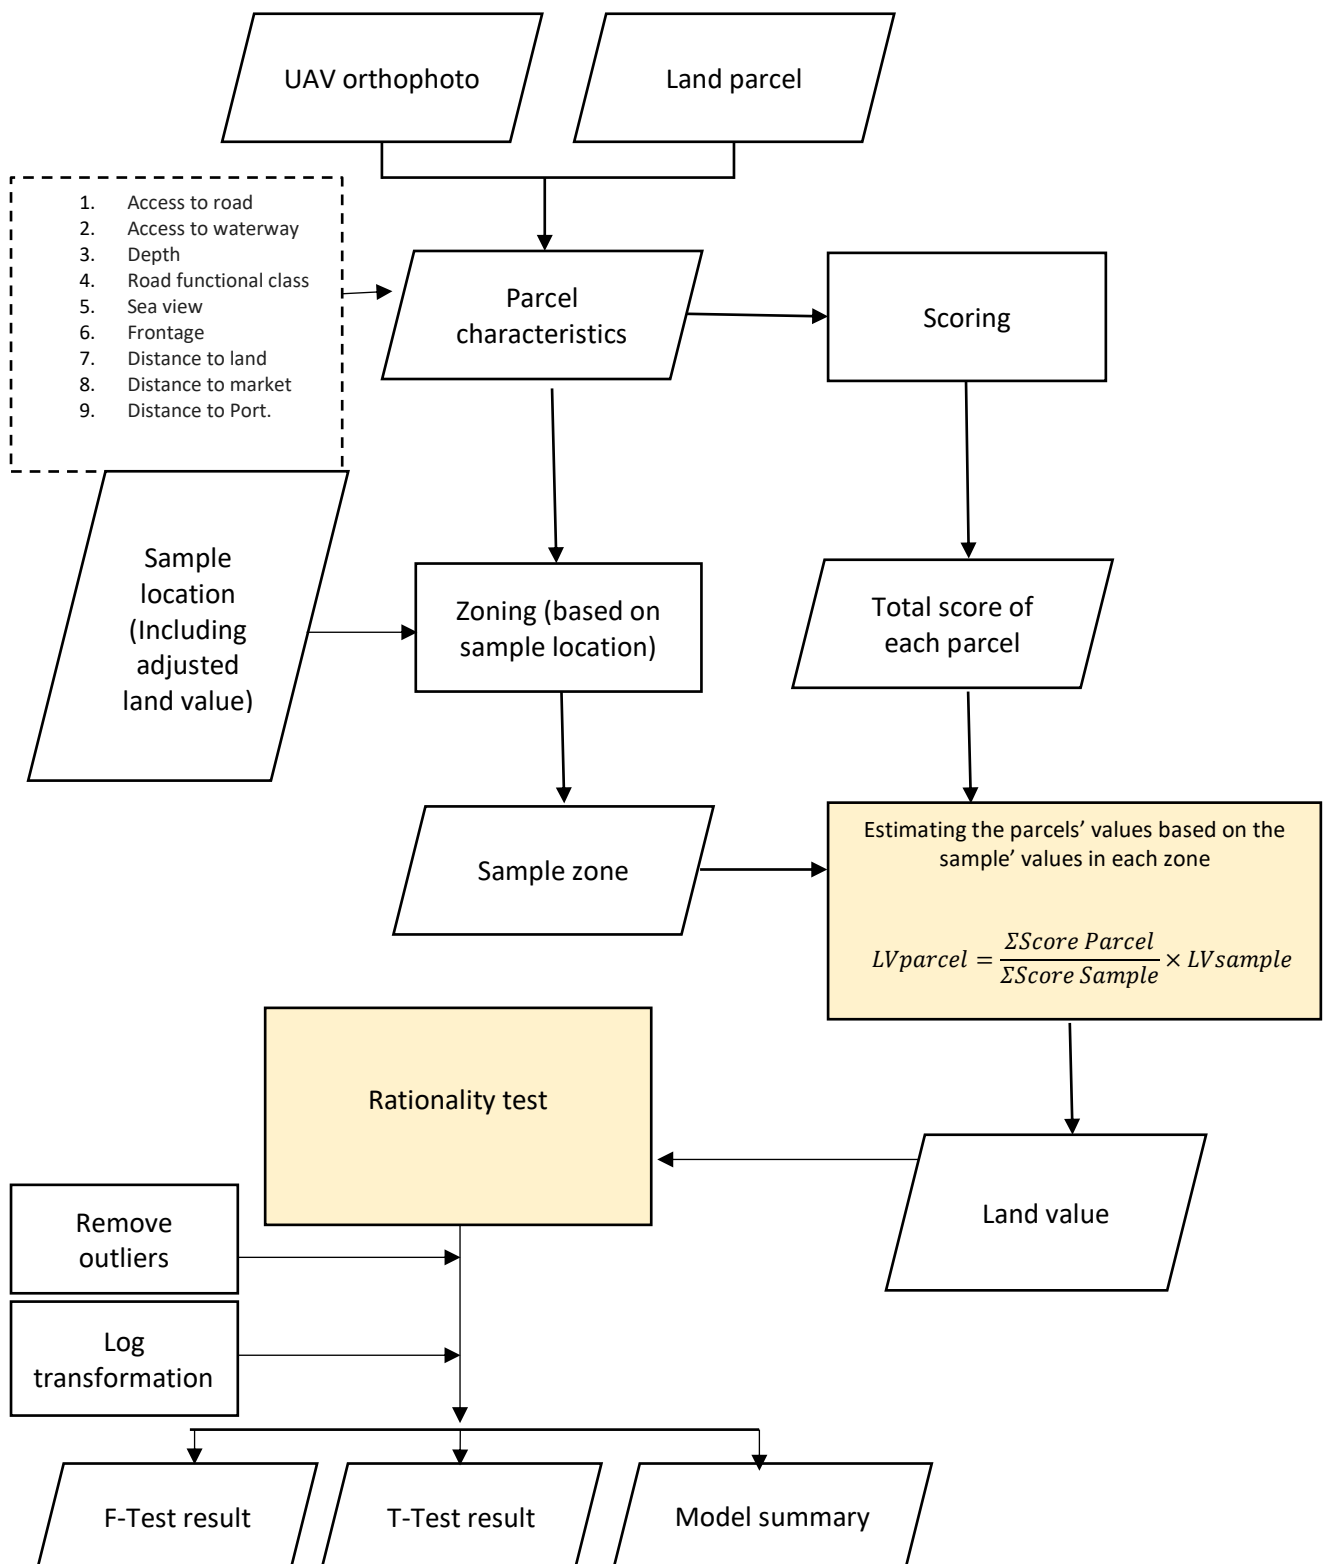 UAV orthophoto
Land parcel
1. Access to road
2. Access to waterway
3. Depth
4. Road functional class
5. Sea view
6. Frontage
7. Distance to land
8. Distance to market
9. Distance to Port.
Parcel
characteristics
Scoring
Sample
location
(Including
adjusted
land value)
Zoning (based on
sample location)
Total score of
each parcel
Sample zone
Estimating the parcels’ values based on the
sample’ values in each zone
LVparcel = ΣScore Parcel / ΣScore Sample × LVsample
Rationality test
Land value
Remove
outliers
Log
transformation
F-Test result
T-Test result
Model summary